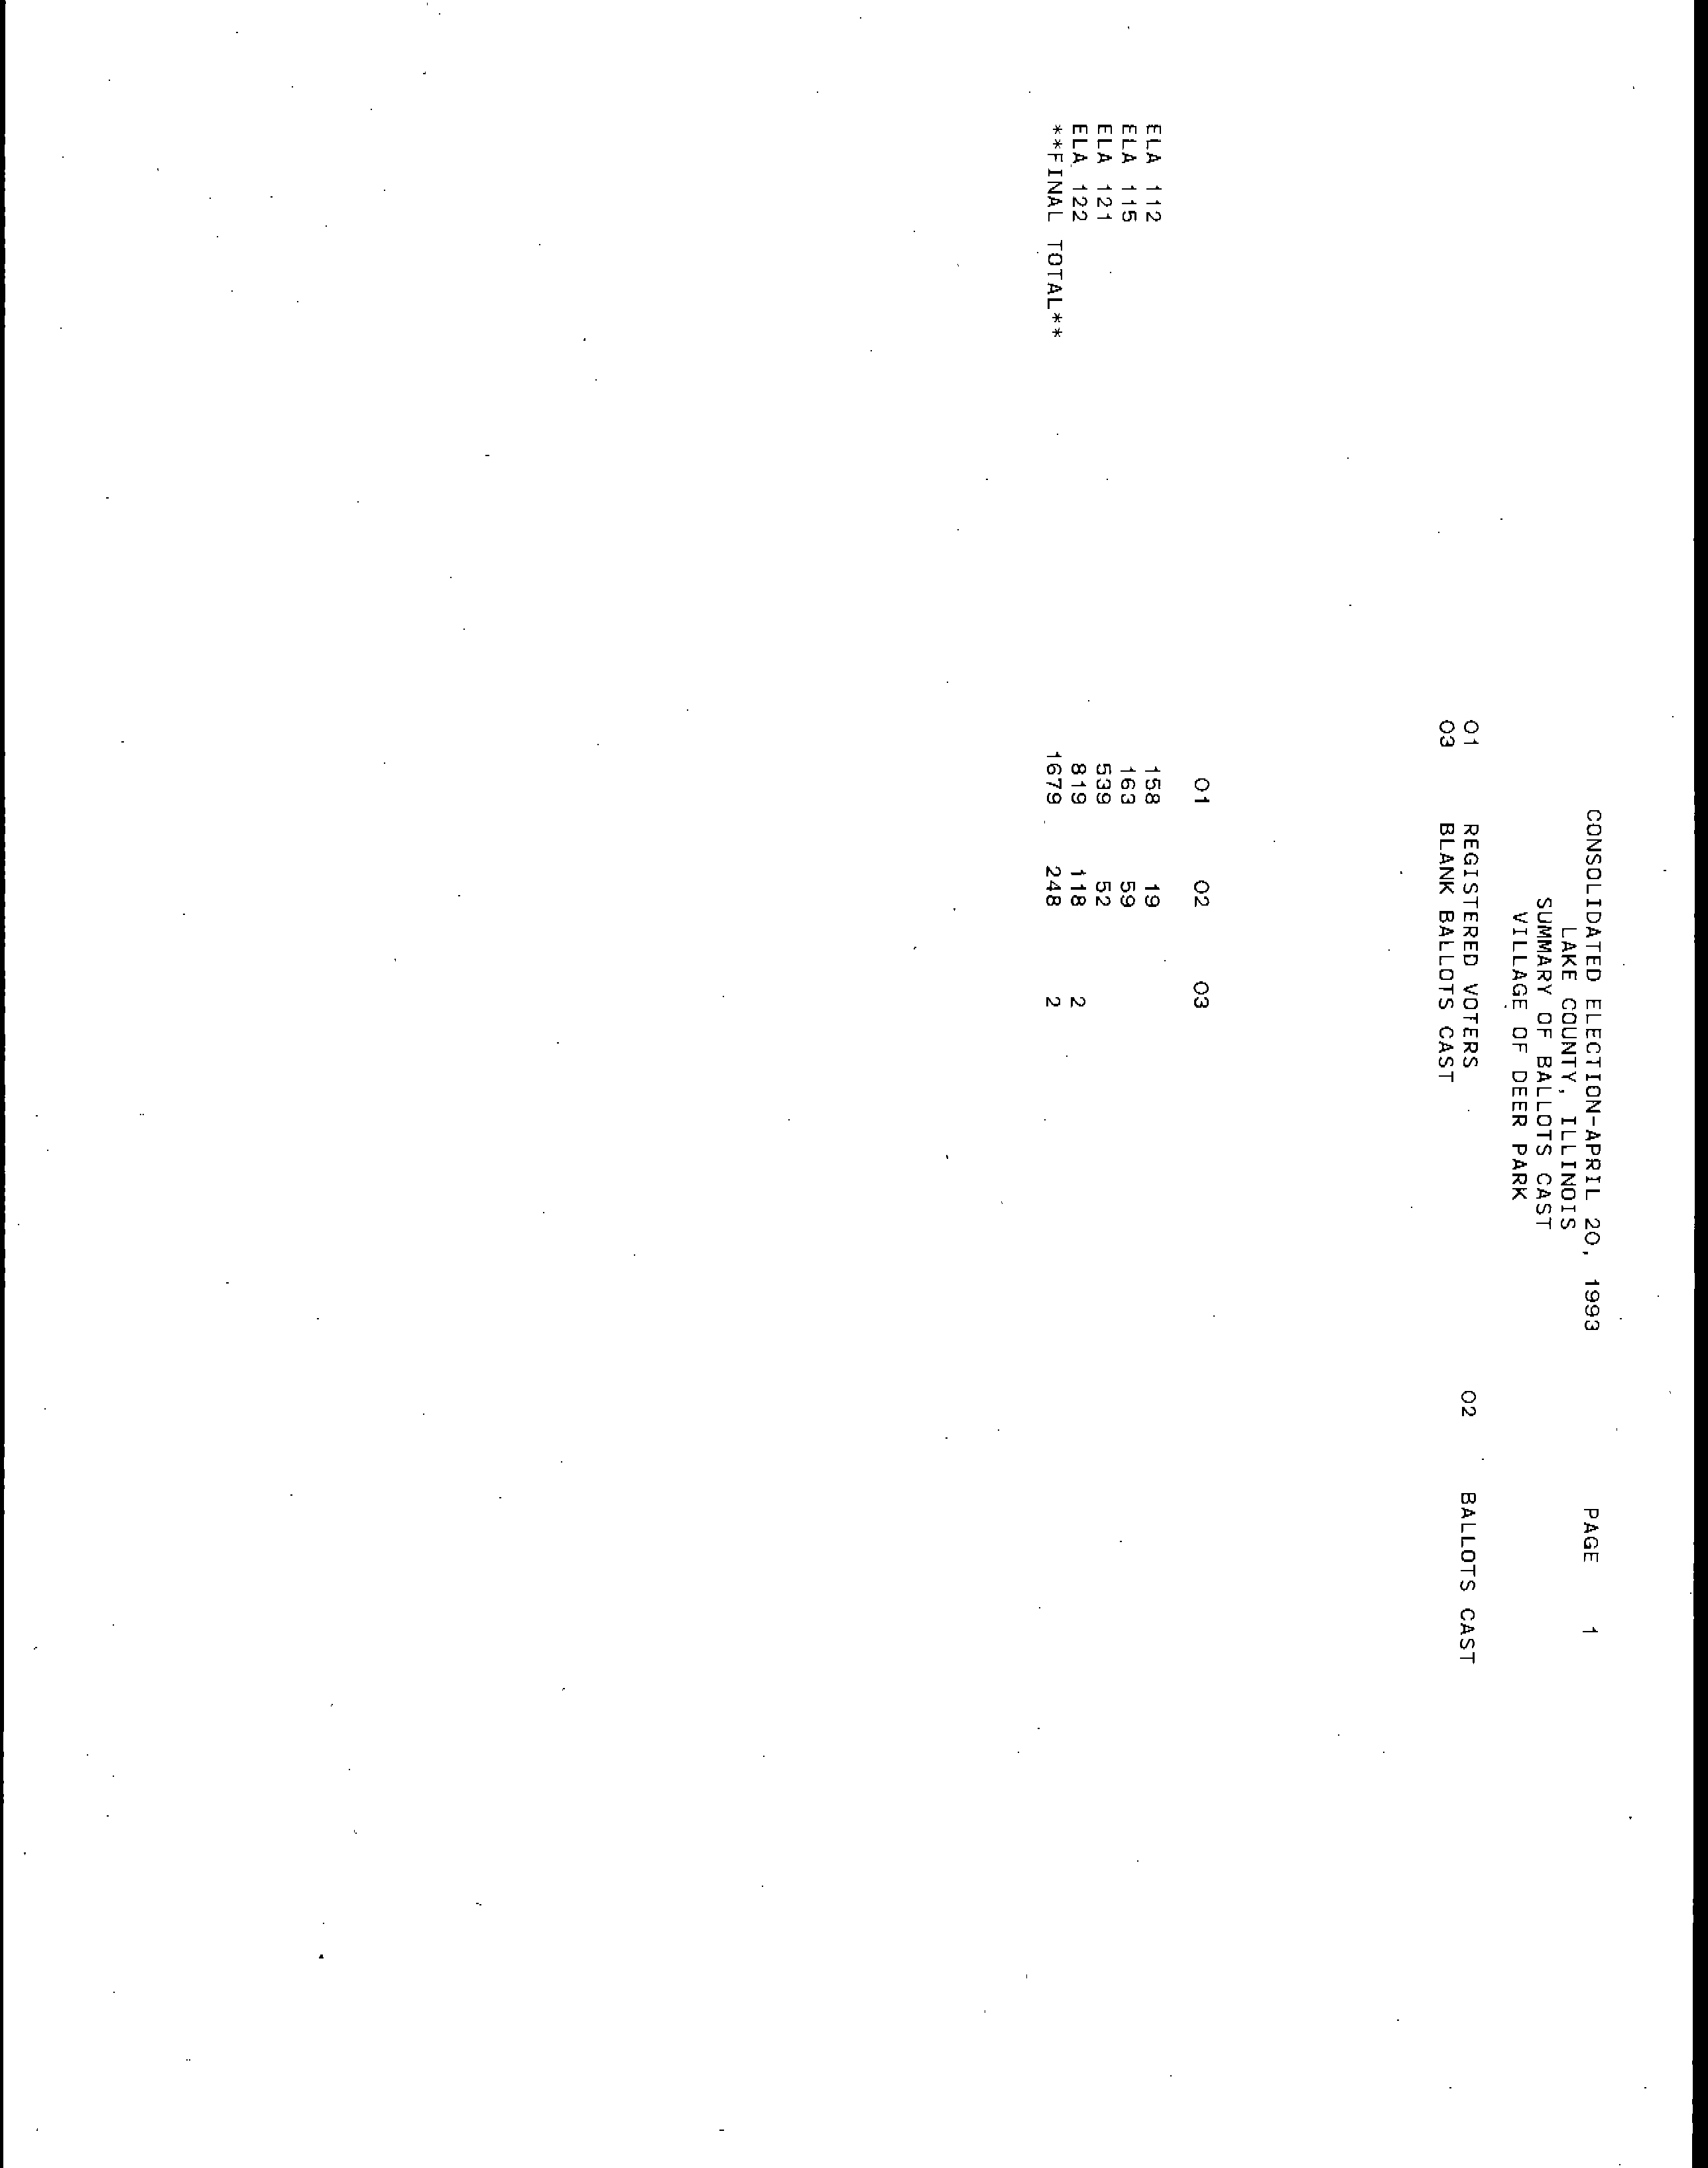 CONSOLIDATED ELECTION-APRIL 20, 1993 PAGE 1
LAKE COUNTY, ILLINOIS
SUMMARY OF BALLOTS CAST
VILLAGE OF DEER PARK
01 REGISTERED VOTERS 02 BALLOTS CAST
03 BLANK BALLOTS CAST
01 02 03
ELA 112 158 19
ELA 115 163 59
ELA 121 539 52
ELA 122 819 118 2
**FINAL TOTAL** 1679 248 2